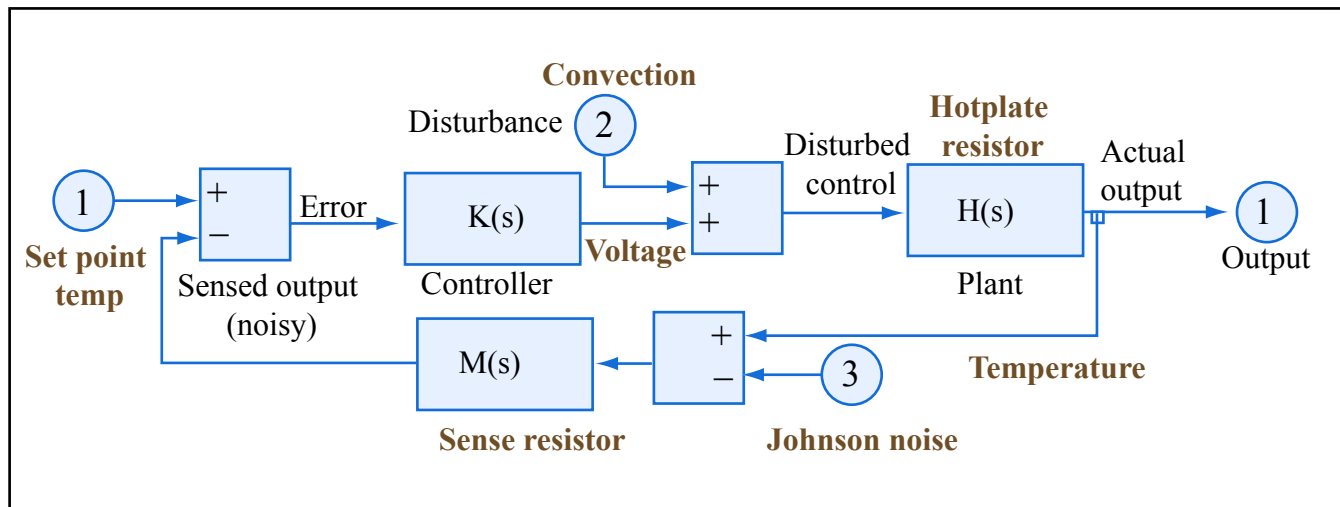 Convection
Disturbance
2
Hotplate
resistor
Disturbed
control
Actual
output
1
+
−
Error
K(s)
+
+
H(s)
1
Set point
temp
Voltage
Output
Sensed output
(noisy)
Controller
Plant
M(s)
+
−
3
Temperature
Sense resistor
Johnson noise